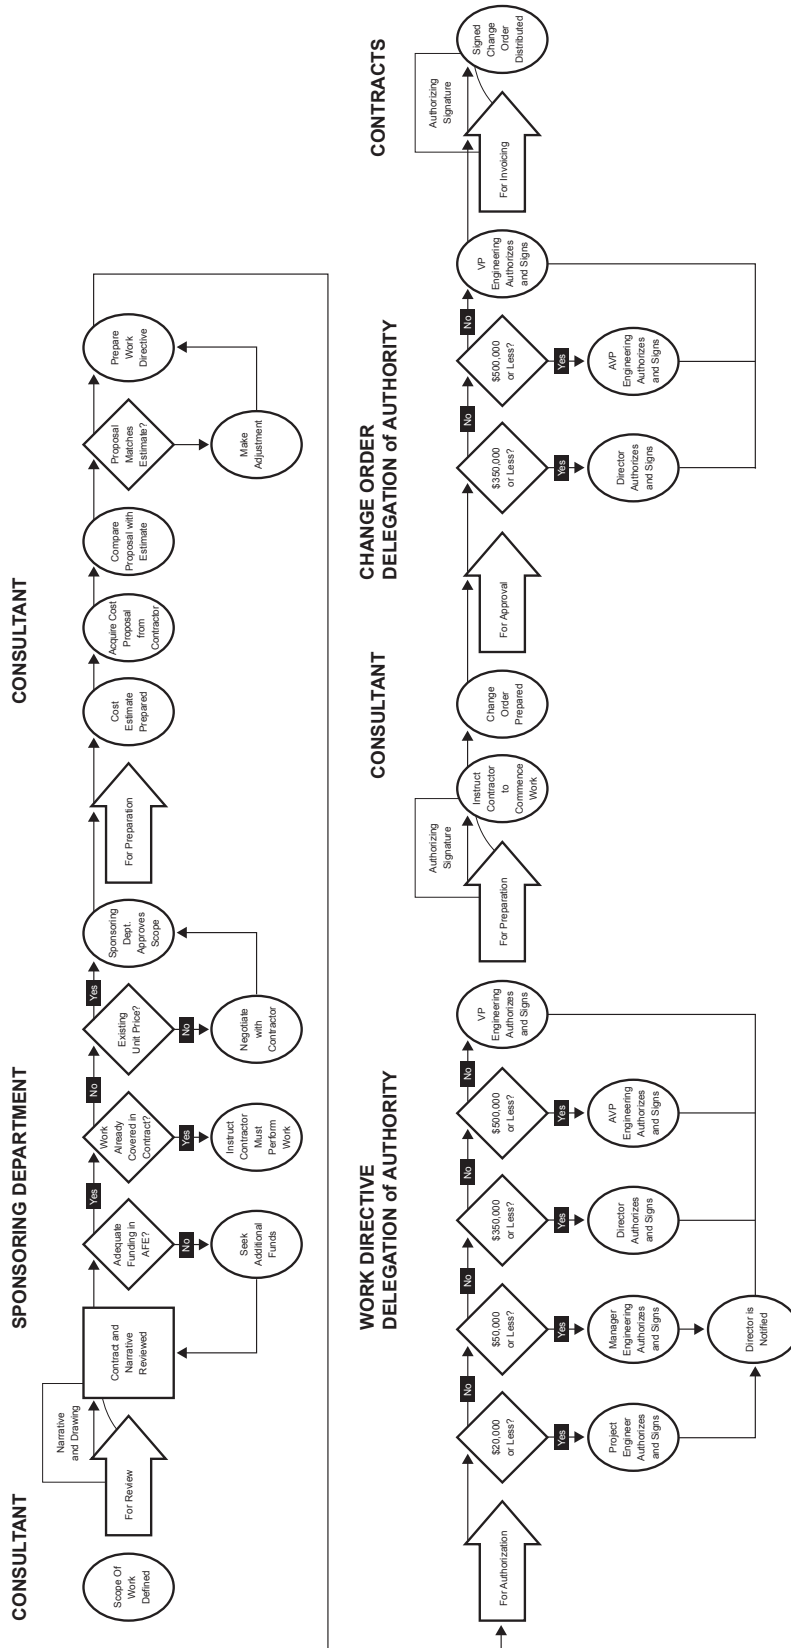 CONSULTANT
Scope Of
Work
Defined
For Review
Narrative
and Drawing
SPONSORING DEPARTMENT
Contract and
Narrative
Reviewed
Adequate
Funding in
AFE?
No
Seek
Additional
Funds
Yes
Work
Already
Covered in
Contract?
Yes
Instruct
Contractor
Must
Perform
Work
No
Existing
Unit Price?
No
Negotiate
with
Contractor
Yes
Sponsoring
Dept.
Approves
Scope
For Preparation
CONSULTANT
Cost
Estimate
Prepared
Acquire Cost
Proposal
from
Contractor
Compare
Proposal with
Estimate
Proposal
Matches
Estimate?
Make
Adjustment
Prepare
Work
Directive
For Authorization
WORK DIRECTIVE
DELEGATION of AUTHORITY
$20,000
or Less?
Yes
Project
Engineer
Authorizes
and Signs
No
$50,000
or Less?
Yes
Manager
Engineering
Authorizes
and Signs
Director is
Notified
No
$350,000
or Less?
Yes
Director
Authorizes
and Signs
No
$500,000
or Less?
Yes
AVP
Engineering
Authorizes
and Signs
No
VP
Engineering
Authorizes
and Signs
For Preparation
Authorizing
Signature
CONSULTANT
Instruct
Contractor
to
Commence
Work
Change
Order
Prepared
For Approval
CHANGE ORDER
DELEGATION of AUTHORITY
$350,000
or Less?
Yes
Director
Authorizes
and Signs
No
$500,000
or Less?
Yes
AVP
Engineering
Authorizes
and Signs
No
VP
Engineering
Authorizes
and Signs
For Invoicing
Authorizing
Signature
CONTRACTS
Signed
Change
Order
Distributed